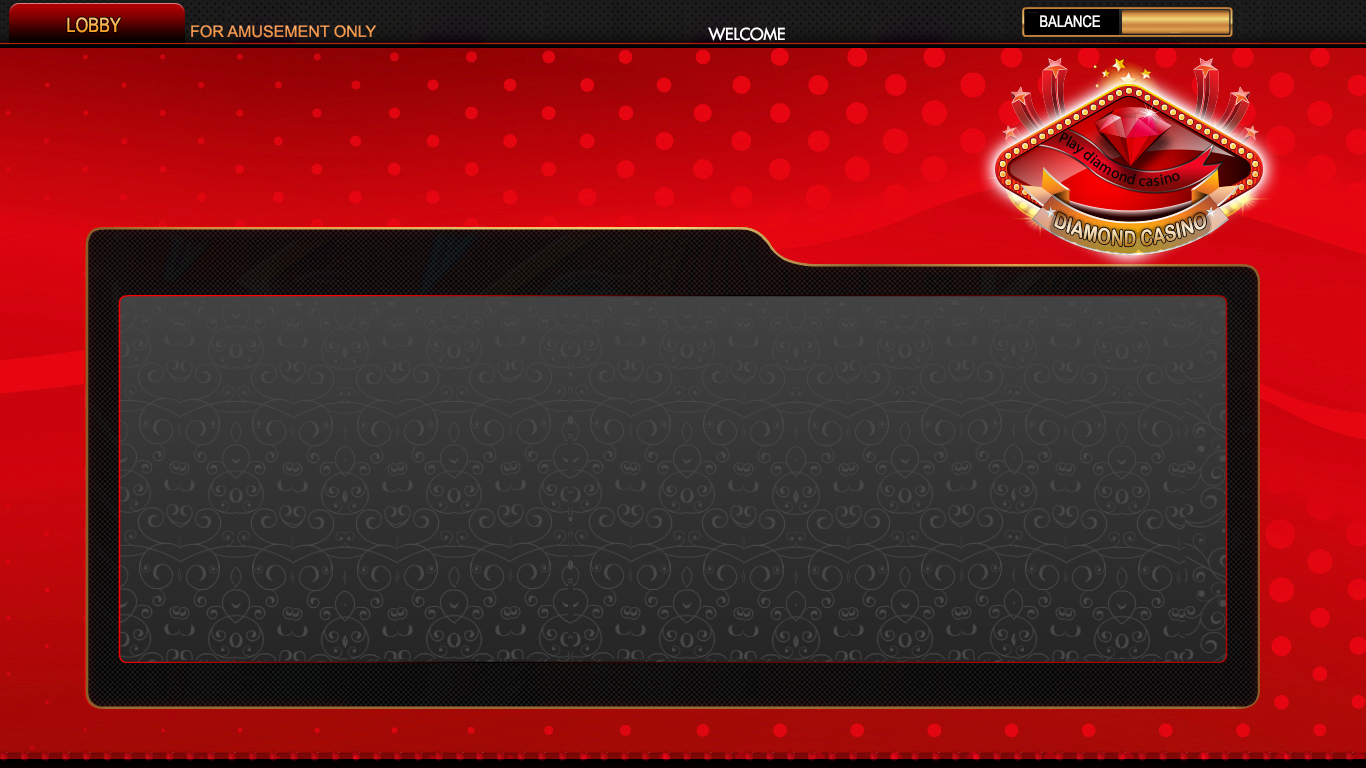 LOBBY
FOR AMUSEMENT ONLY
WELCOME
BALANCE
Play diamond casino
DIAMOND CASINO